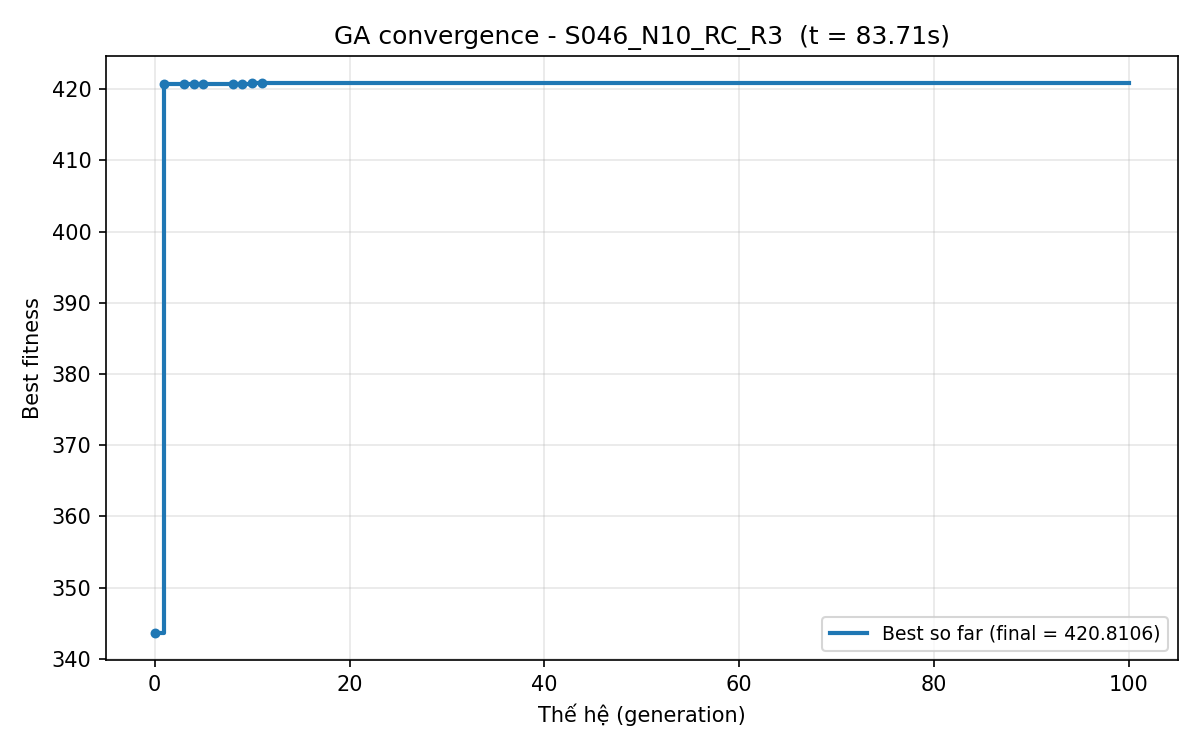 GA convergence - S046_N10_RC_R3  (t = 83.71s)
Best fitness
420
410
400
390
380
370
360
350
340
Best so far (final = 420.8106)
0 20 40 60 80 100
Thế hệ (generation)